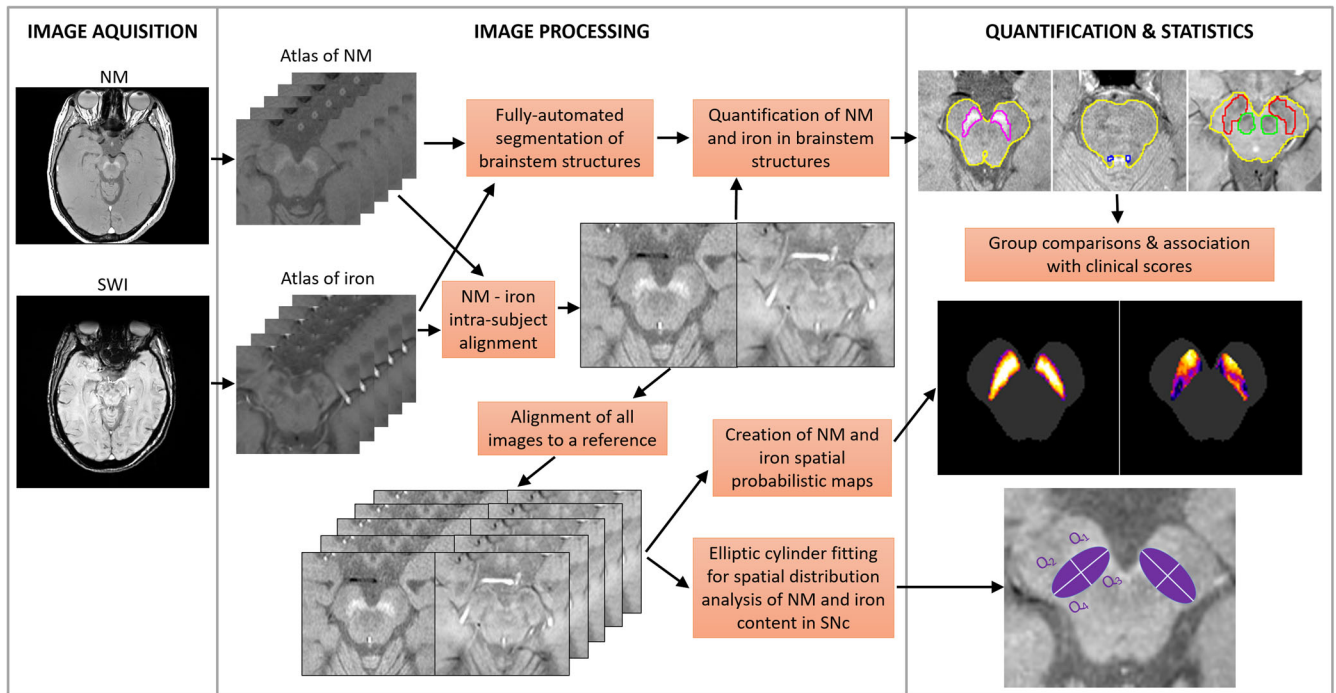 IMAGE AQUISITION
NM
SWI
IMAGE PROCESSING
Atlas of NM
Atlas of iron
Fully-automated
segmentation of
brainstem structures
Quantification of NM
and iron in brainstem
structures
NM - iron
intra-subject
alignment
Alignment of all
images to a reference
Creation of NM and
iron spatial
probabilistic maps
Elliptic cylinder fitting
for spatial distribution
analysis of NM and iron
content in SNc
QUANTIFICATION & STATISTICS
Group comparisons & association
with clinical scores
Q1
Q2
Q3
Q4